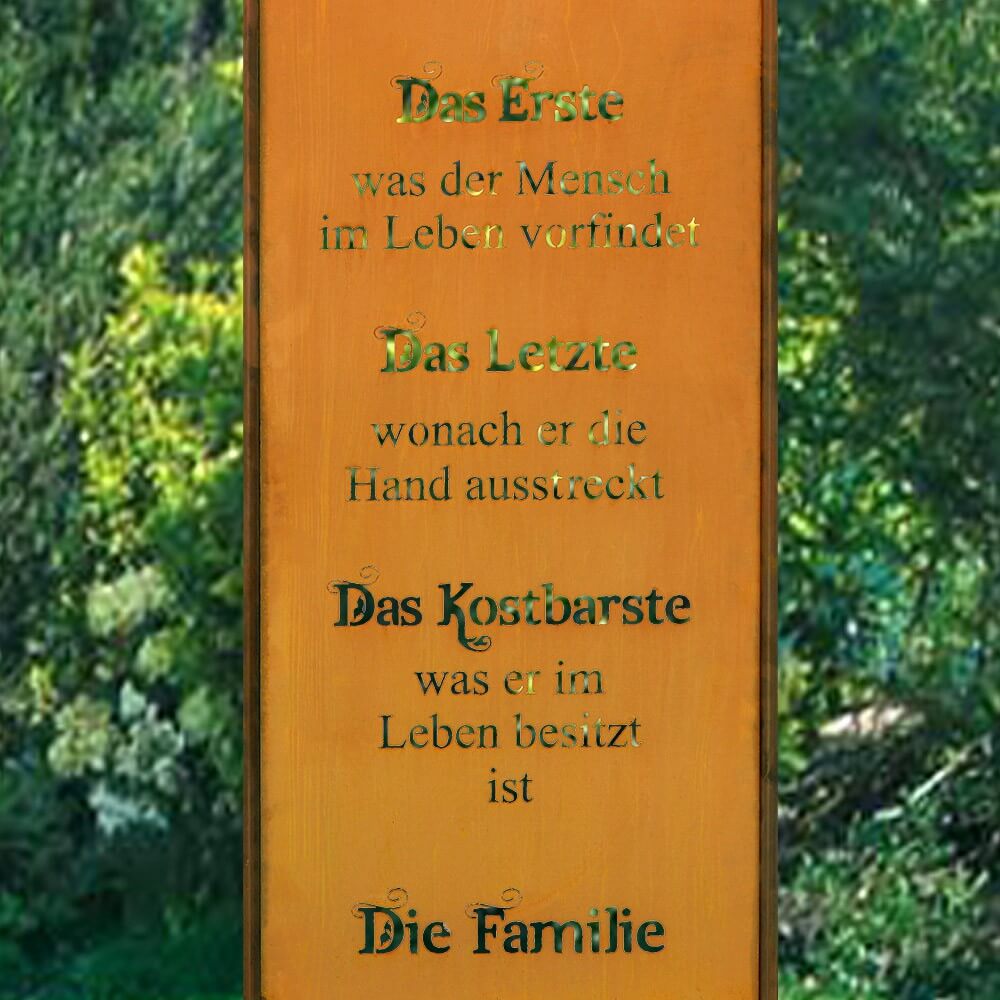 Das Erste
was der Mensch
im Leben vorfindet
Das Letzte
wonach er die
Hand ausstreckt
Das Kostbarste
was er im
Leben besitzt
ist
Die Familie